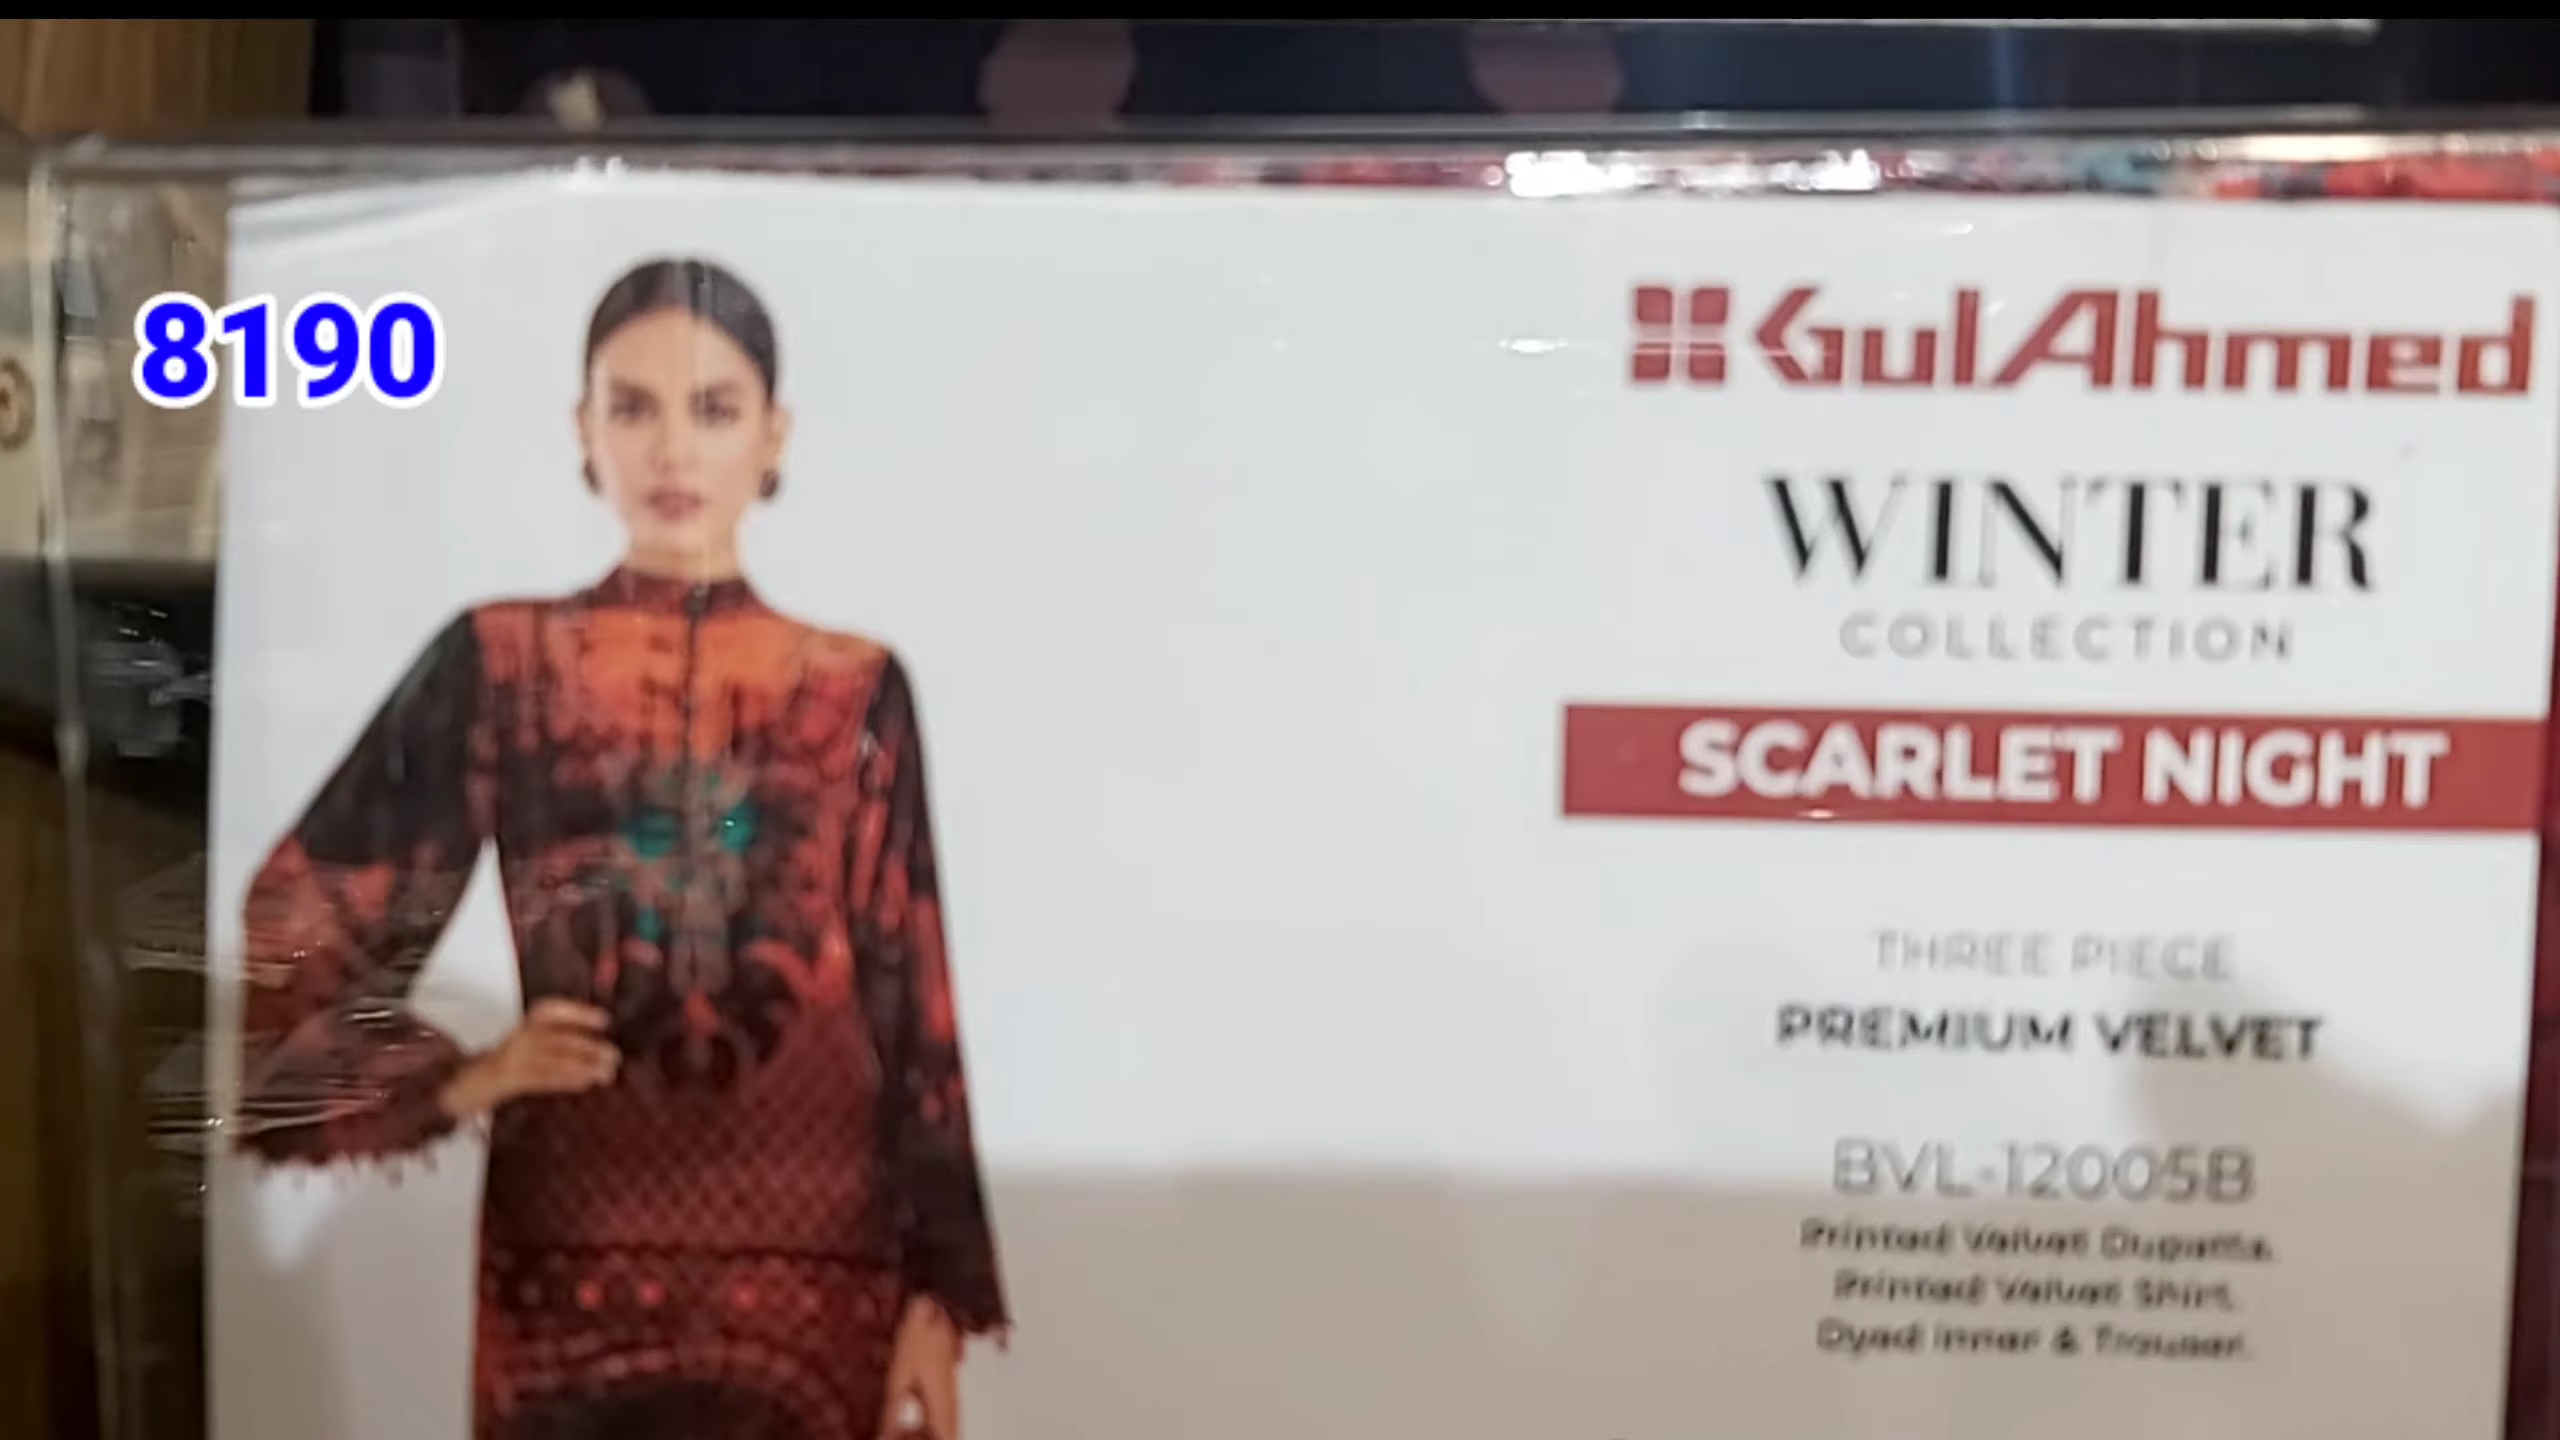 8190
GulAhmed
WINTER
COLLECTION
SCARLET NIGHT
THREE PIECE
PREMIUM VELVET
BVL-12005B
Printed Velvet Dupatta.
Printed Velvet Shirt.
Dyed Inner & Trouser.